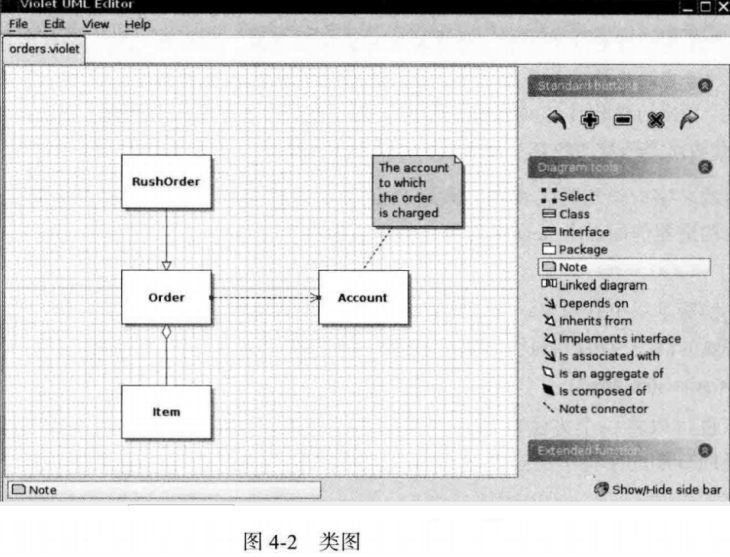 Violet UML Editor
File Edit View Help
orders.violet
Standard buttons
RushOrder
The account
to which
the order
is charged
Diagram tools
Select
Class
Interface
Package
Note
Linked diagram
Depends on
Inherits from
Implements interface
Is associated with
Is an aggregate of
Is composed of
Note connector
Order
Account
Item
Extended functions
Note
Show/Hide side bar
图 4-2 类图